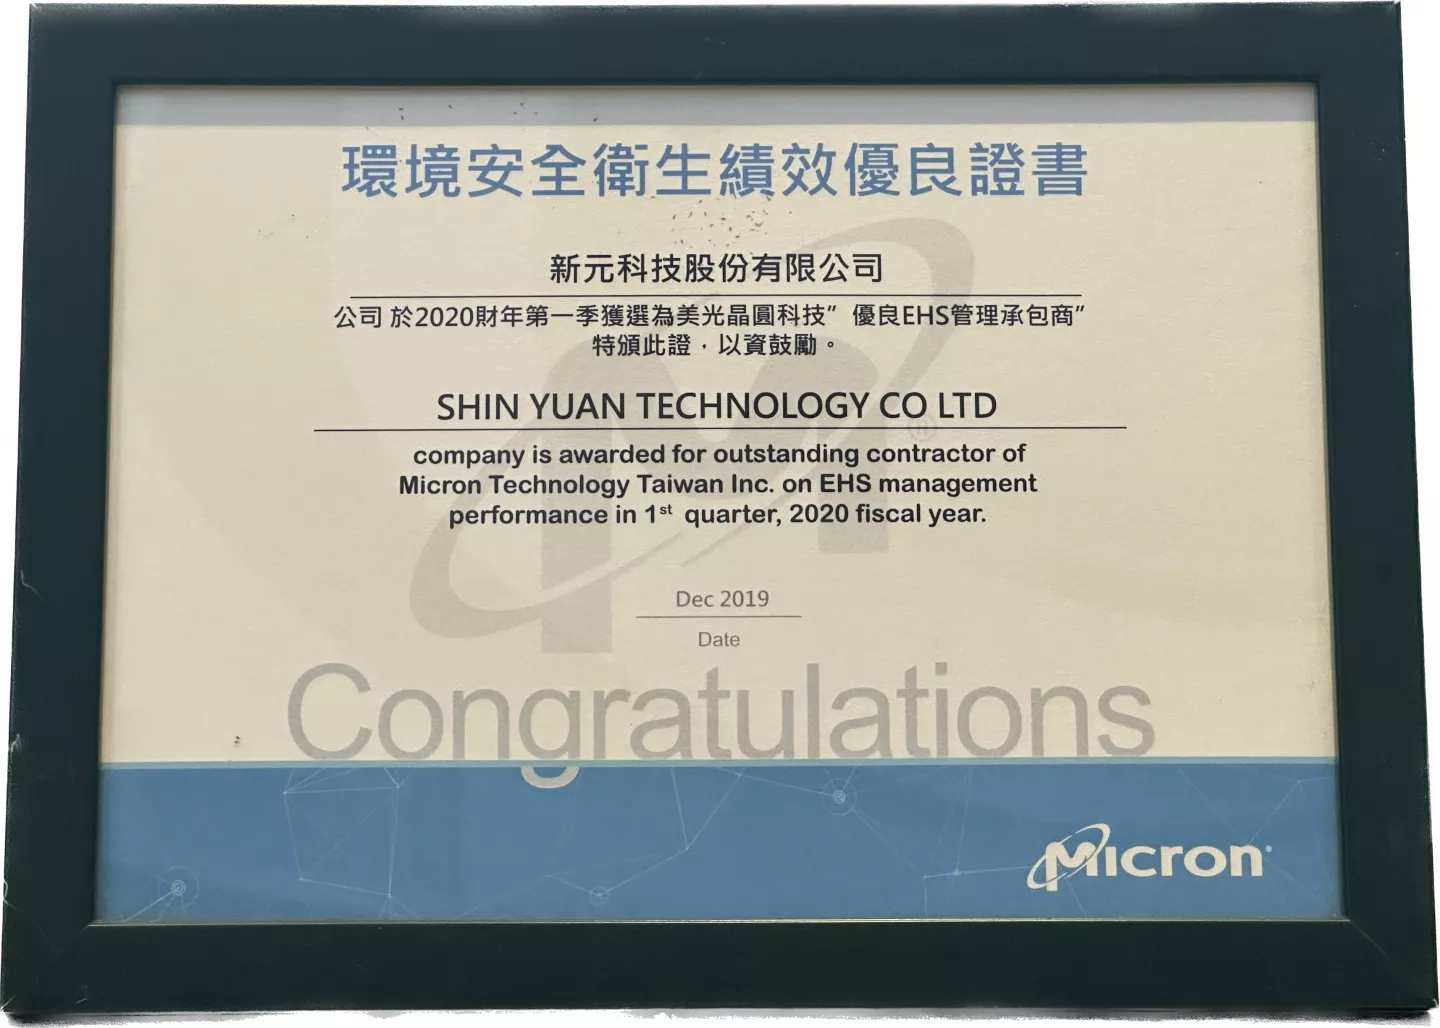 環境安全衛生績效優良證書
新元科技股份有限公司
公司 於2020財年第一季獲選為美光晶圓科技”優良EHS管理承包商”
特頒此證，以資鼓勵。
SHIN YUAN TECHNOLOGY CO LTD
company is awarded for outstanding contractor of
Micron Technology Taiwan Inc. on EHS management
performance in 1st quarter, 2020 fiscal year.
Dec 2019
Date
Congratulations
Micron